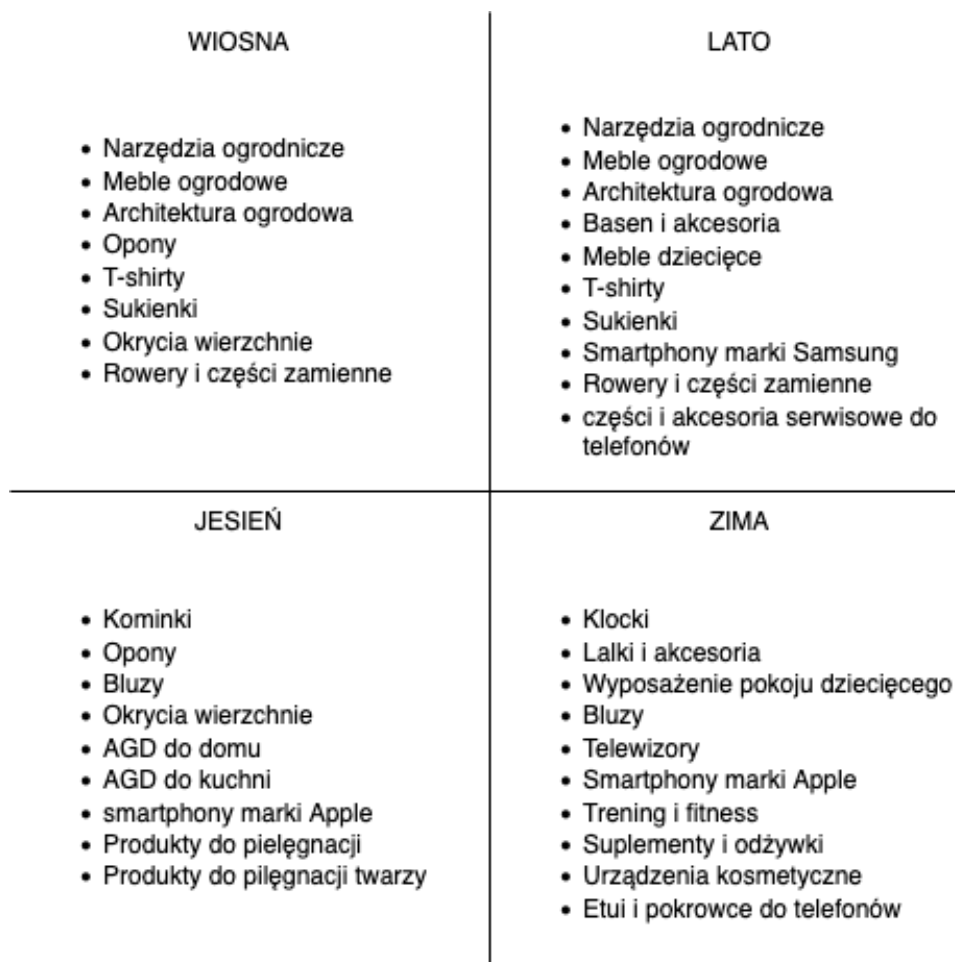 WIOSNA
• Narzędzia ogrodnicze
• Meble ogrodowe
• Architektura ogrodowa
• Opony
• T-shirty
• Sukienki
• Okrycia wierzchnie
• Rowery i części zamienne
LATO
• Narzędzia ogrodnicze
• Meble ogrodowe
• Architektura ogrodowa
• Basen i akcesoria
• Meble dziecięce
• T-shirty
• Sukienki
• Smartphony marki Samsung
• Rowery i części zamienne
• części i akcesoria serwisowe do
telefonów
JESIEŃ
• Kominki
• Opony
• Bluzy
• Okrycia wierzchnie
• AGD do domu
• AGD do kuchni
• smartphony marki Apple
• Produkty do pielęgnacji
• Produkty do pilęgnacji twarzy
ZIMA
• Klocki
• Lalki i akcesoria
• Wyposażenie pokoju dziecięcego
• Bluzy
• Telewizory
• Smartphony marki Apple
• Trening i fitness
• Suplementy i odżywki
• Urządzenia kosmetyczne
• Etui i pokrowce do telefonów